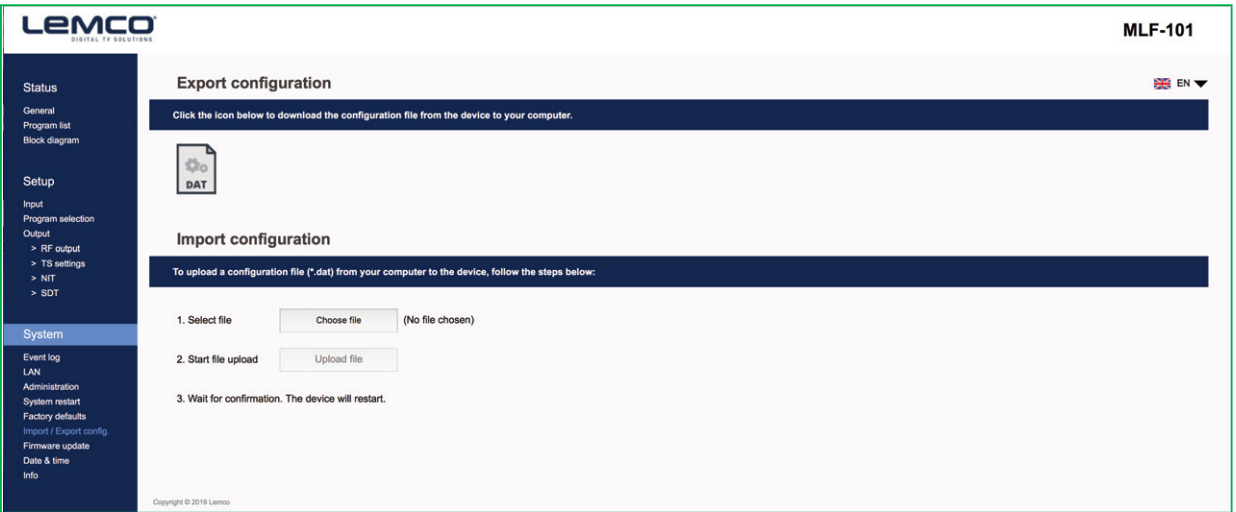 Lemco
DIGITAL TV SOLUTIONS
MLF-101
Status
General
Program list
Block diagram
Setup
Input
Program selection
Output
> RF output
> TS settings
> NIT
> SDT
System
Event log
LAN
Administration
System restart
Factory defaults
Import / Export config.
Firmware update
Date & time
Info
Export configuration
EN
Click the icon below to download the configuration file from the device to your computer.
DAT
Import configuration
To upload a configuration file (*.dat) from your computer to the device, follow the steps below:
1. Select file Choose file (No file chosen)
2. Start file upload Upload file
3. Wait for confirmation. The device will restart.
Copyright © 2019 Lemco